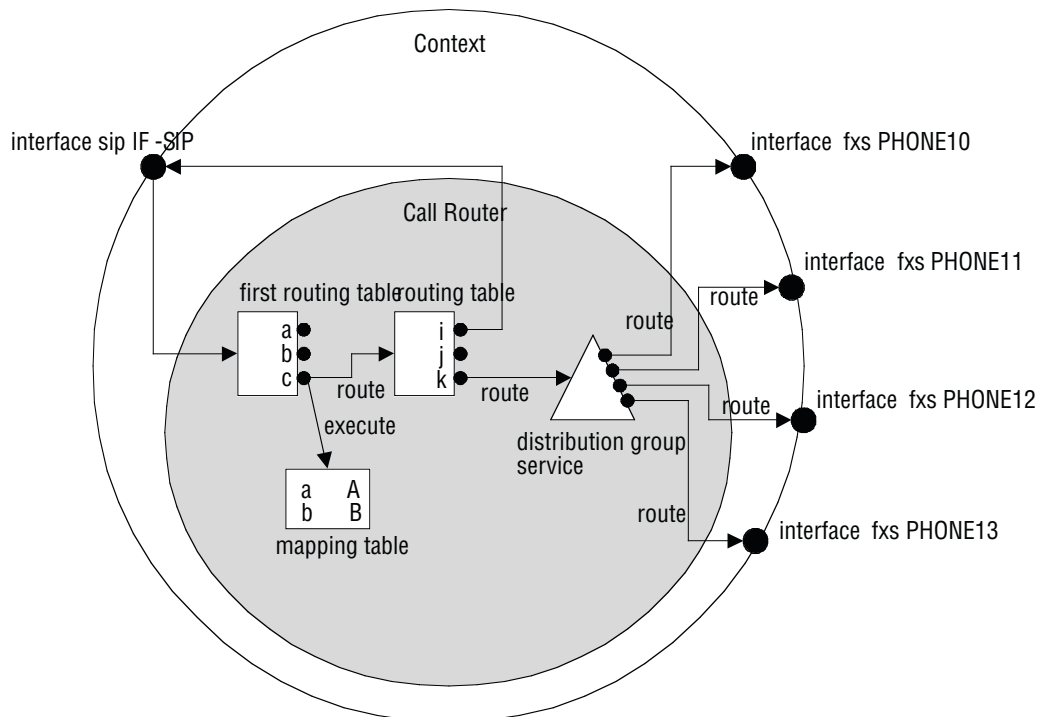 Context
interface sip IF -SIP
interface fxs PHONE10
Call Router
interface fxs PHONE11
route
first routing table
routing table
a
b
c
i
j
k
route
route
route
execute
route
interface fxs PHONE12
distribution group
service
a A
b B
mapping table
route
interface fxs PHONE13